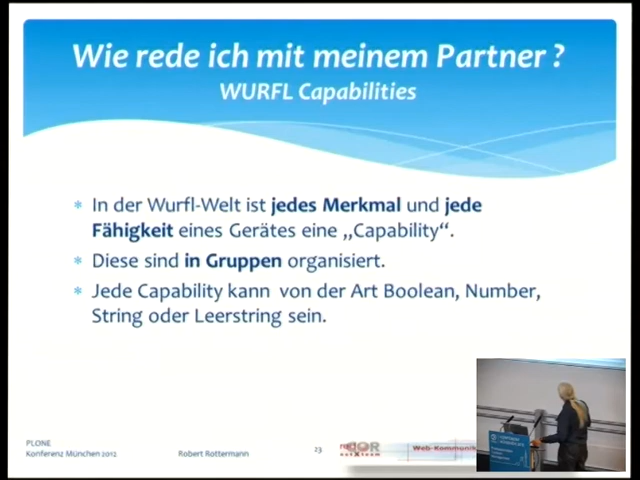 Wie rede ich mit meinem Partner ?
WURFL Capabilities
In der Wurfl-Welt ist jedes Merkmal und jede
Fähigkeit eines Gerätes eine „Capability“.
Diese sind in Gruppen organisiert.
Jede Capability kann von der Art Boolean, Number,
String oder Leerstring sein.
PLONE
Konferenz München 2012
Robert Rottermann
23
Web-Kommunik